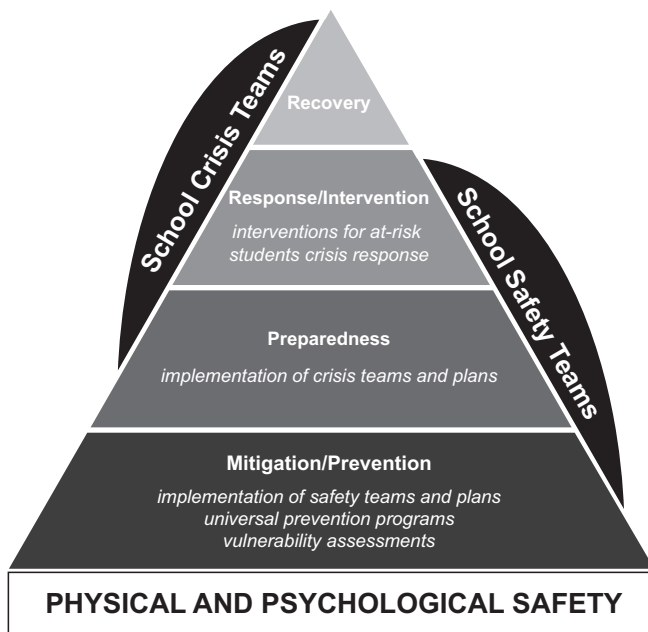 School Crisis Teams
Recovery
Response/Intervention
interventions for at-risk
students crisis response
School Safety Teams
Preparedness
implementation of crisis teams and plans
Mitigation/Prevention
implementation of safety teams and plans
universal prevention programs
vulnerability assessments
PHYSICAL AND PSYCHOLOGICAL SAFETY